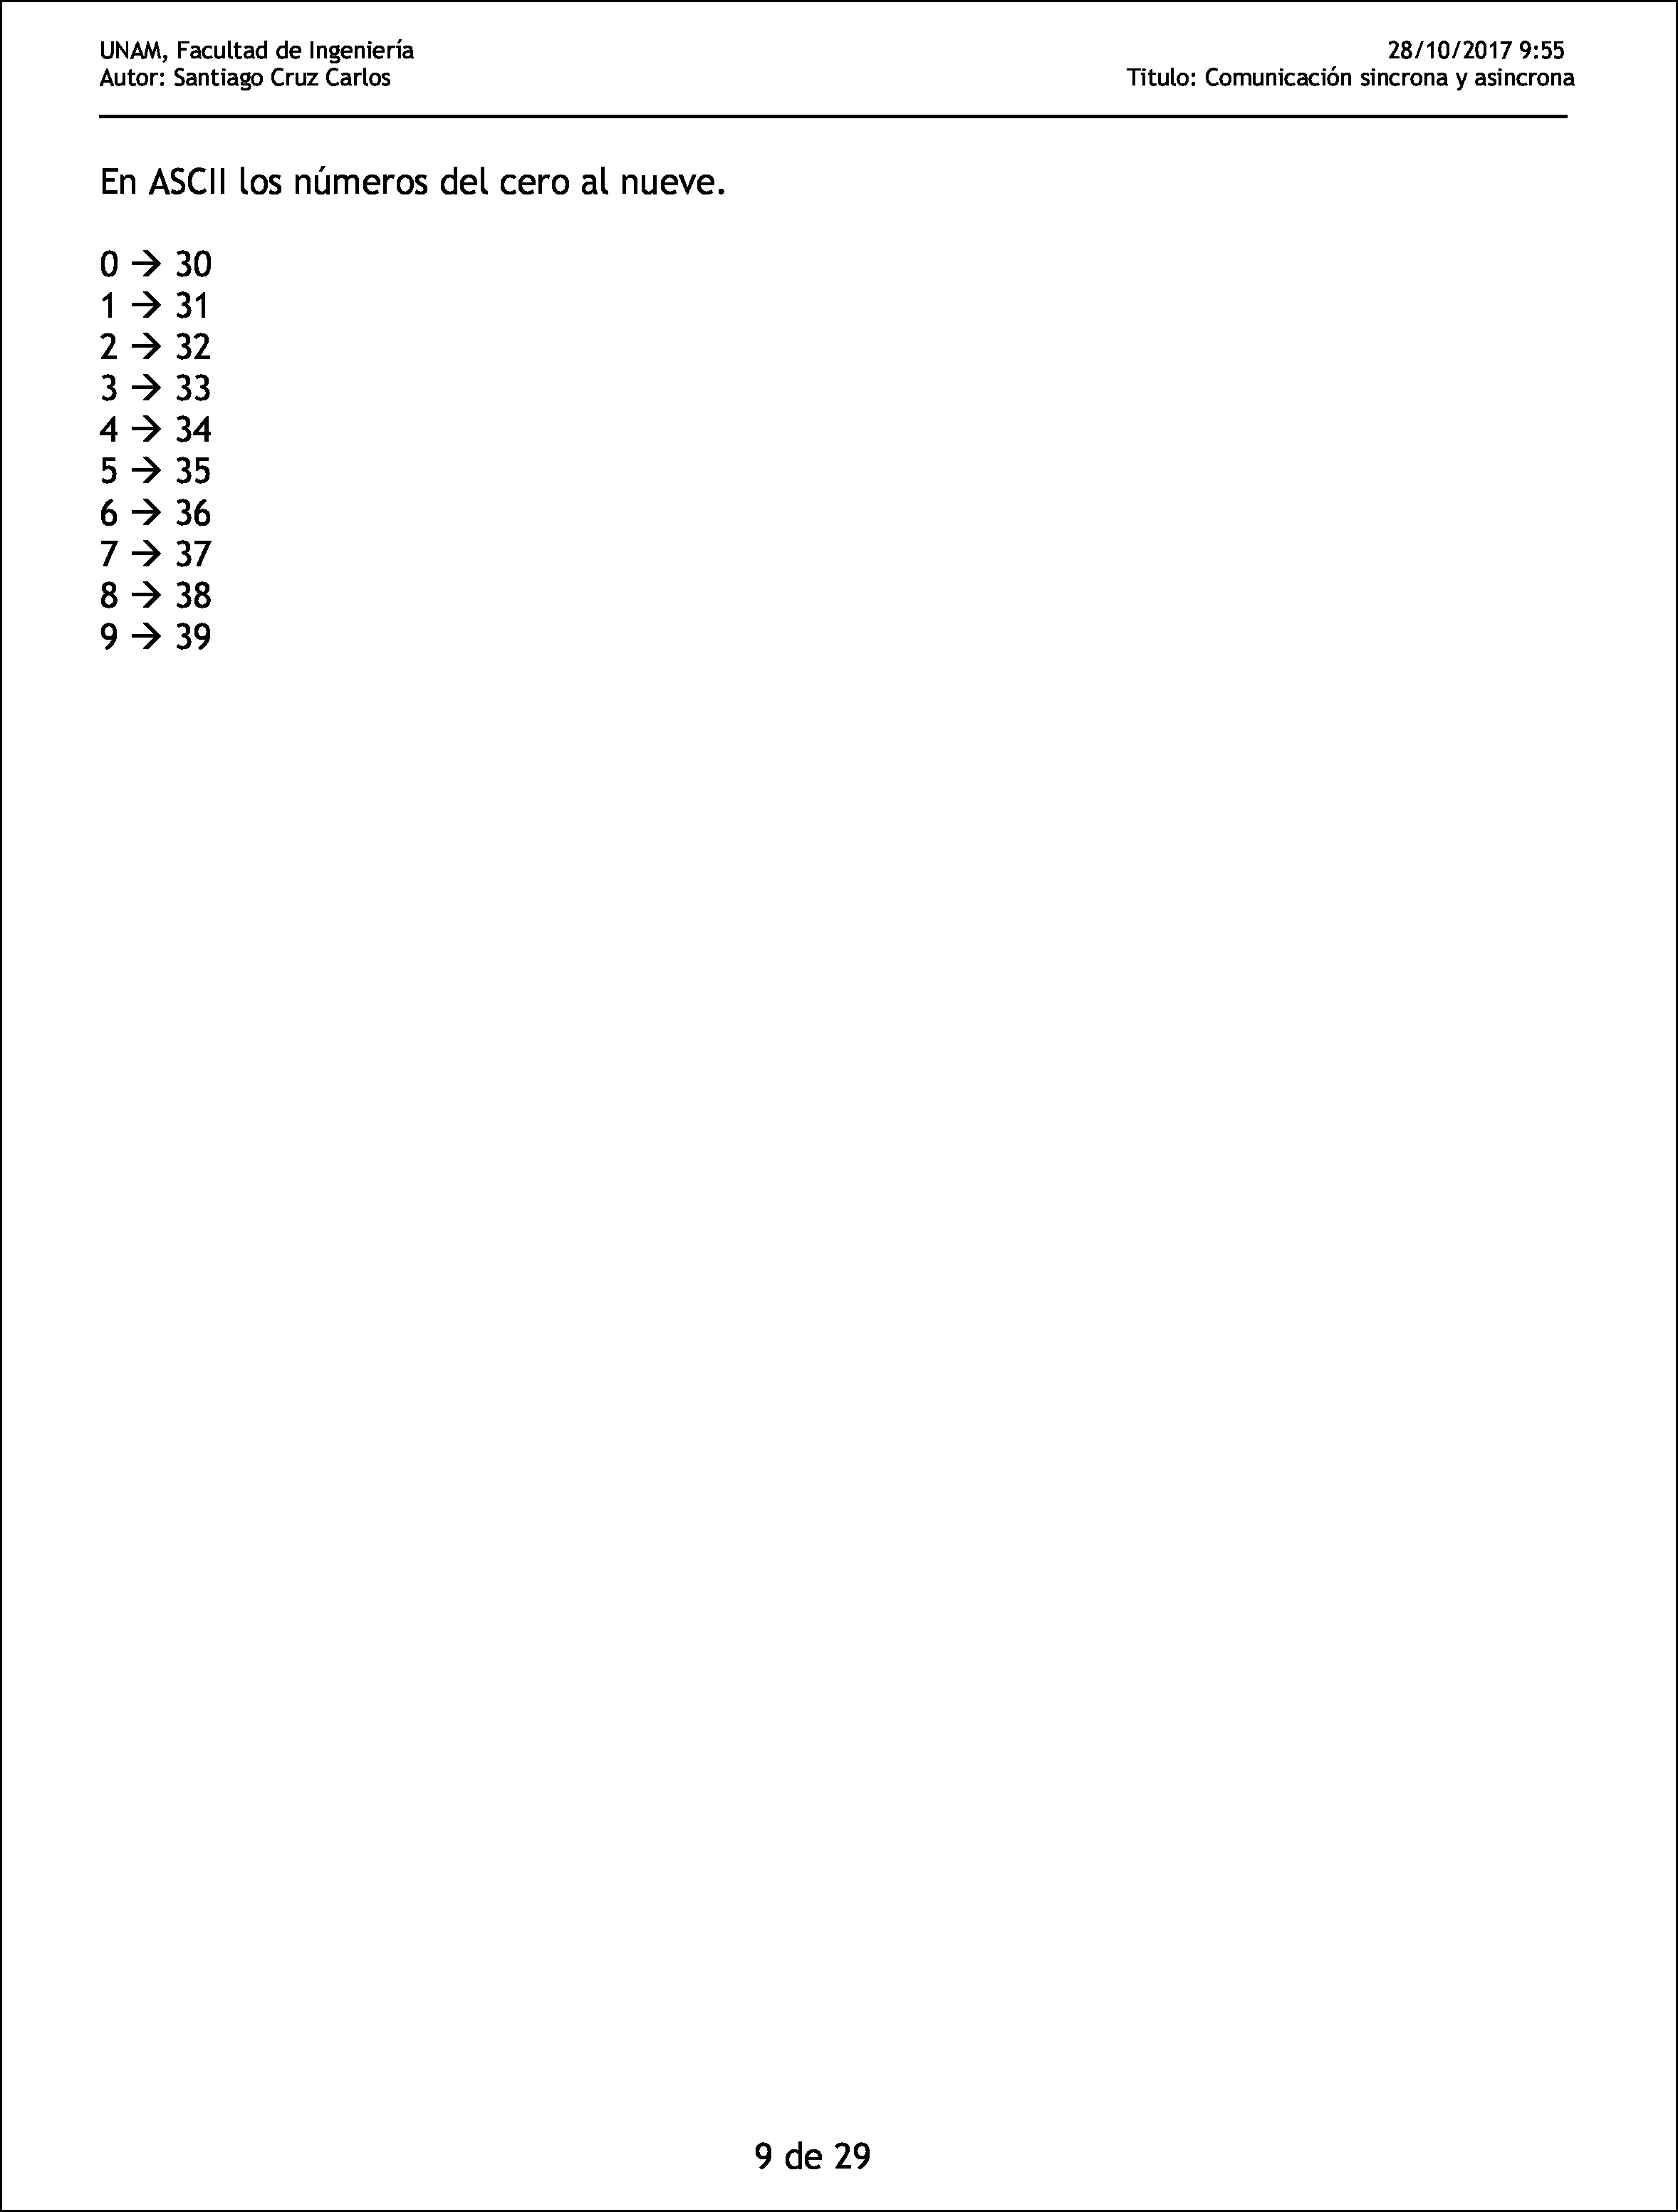 UNAM, Facultad de Ingeniería 28/10/2017 9:55
Autor: Santiago Cruz Carlos Titulo: Comunicación sincrona y asincrona
En ASCII los números del cero al nueve.
0 → 30
1 → 31
2 → 32
3 → 33
4 → 34
5 → 35
6 → 36
7 → 37
8 → 38
9 → 39
9 de 29